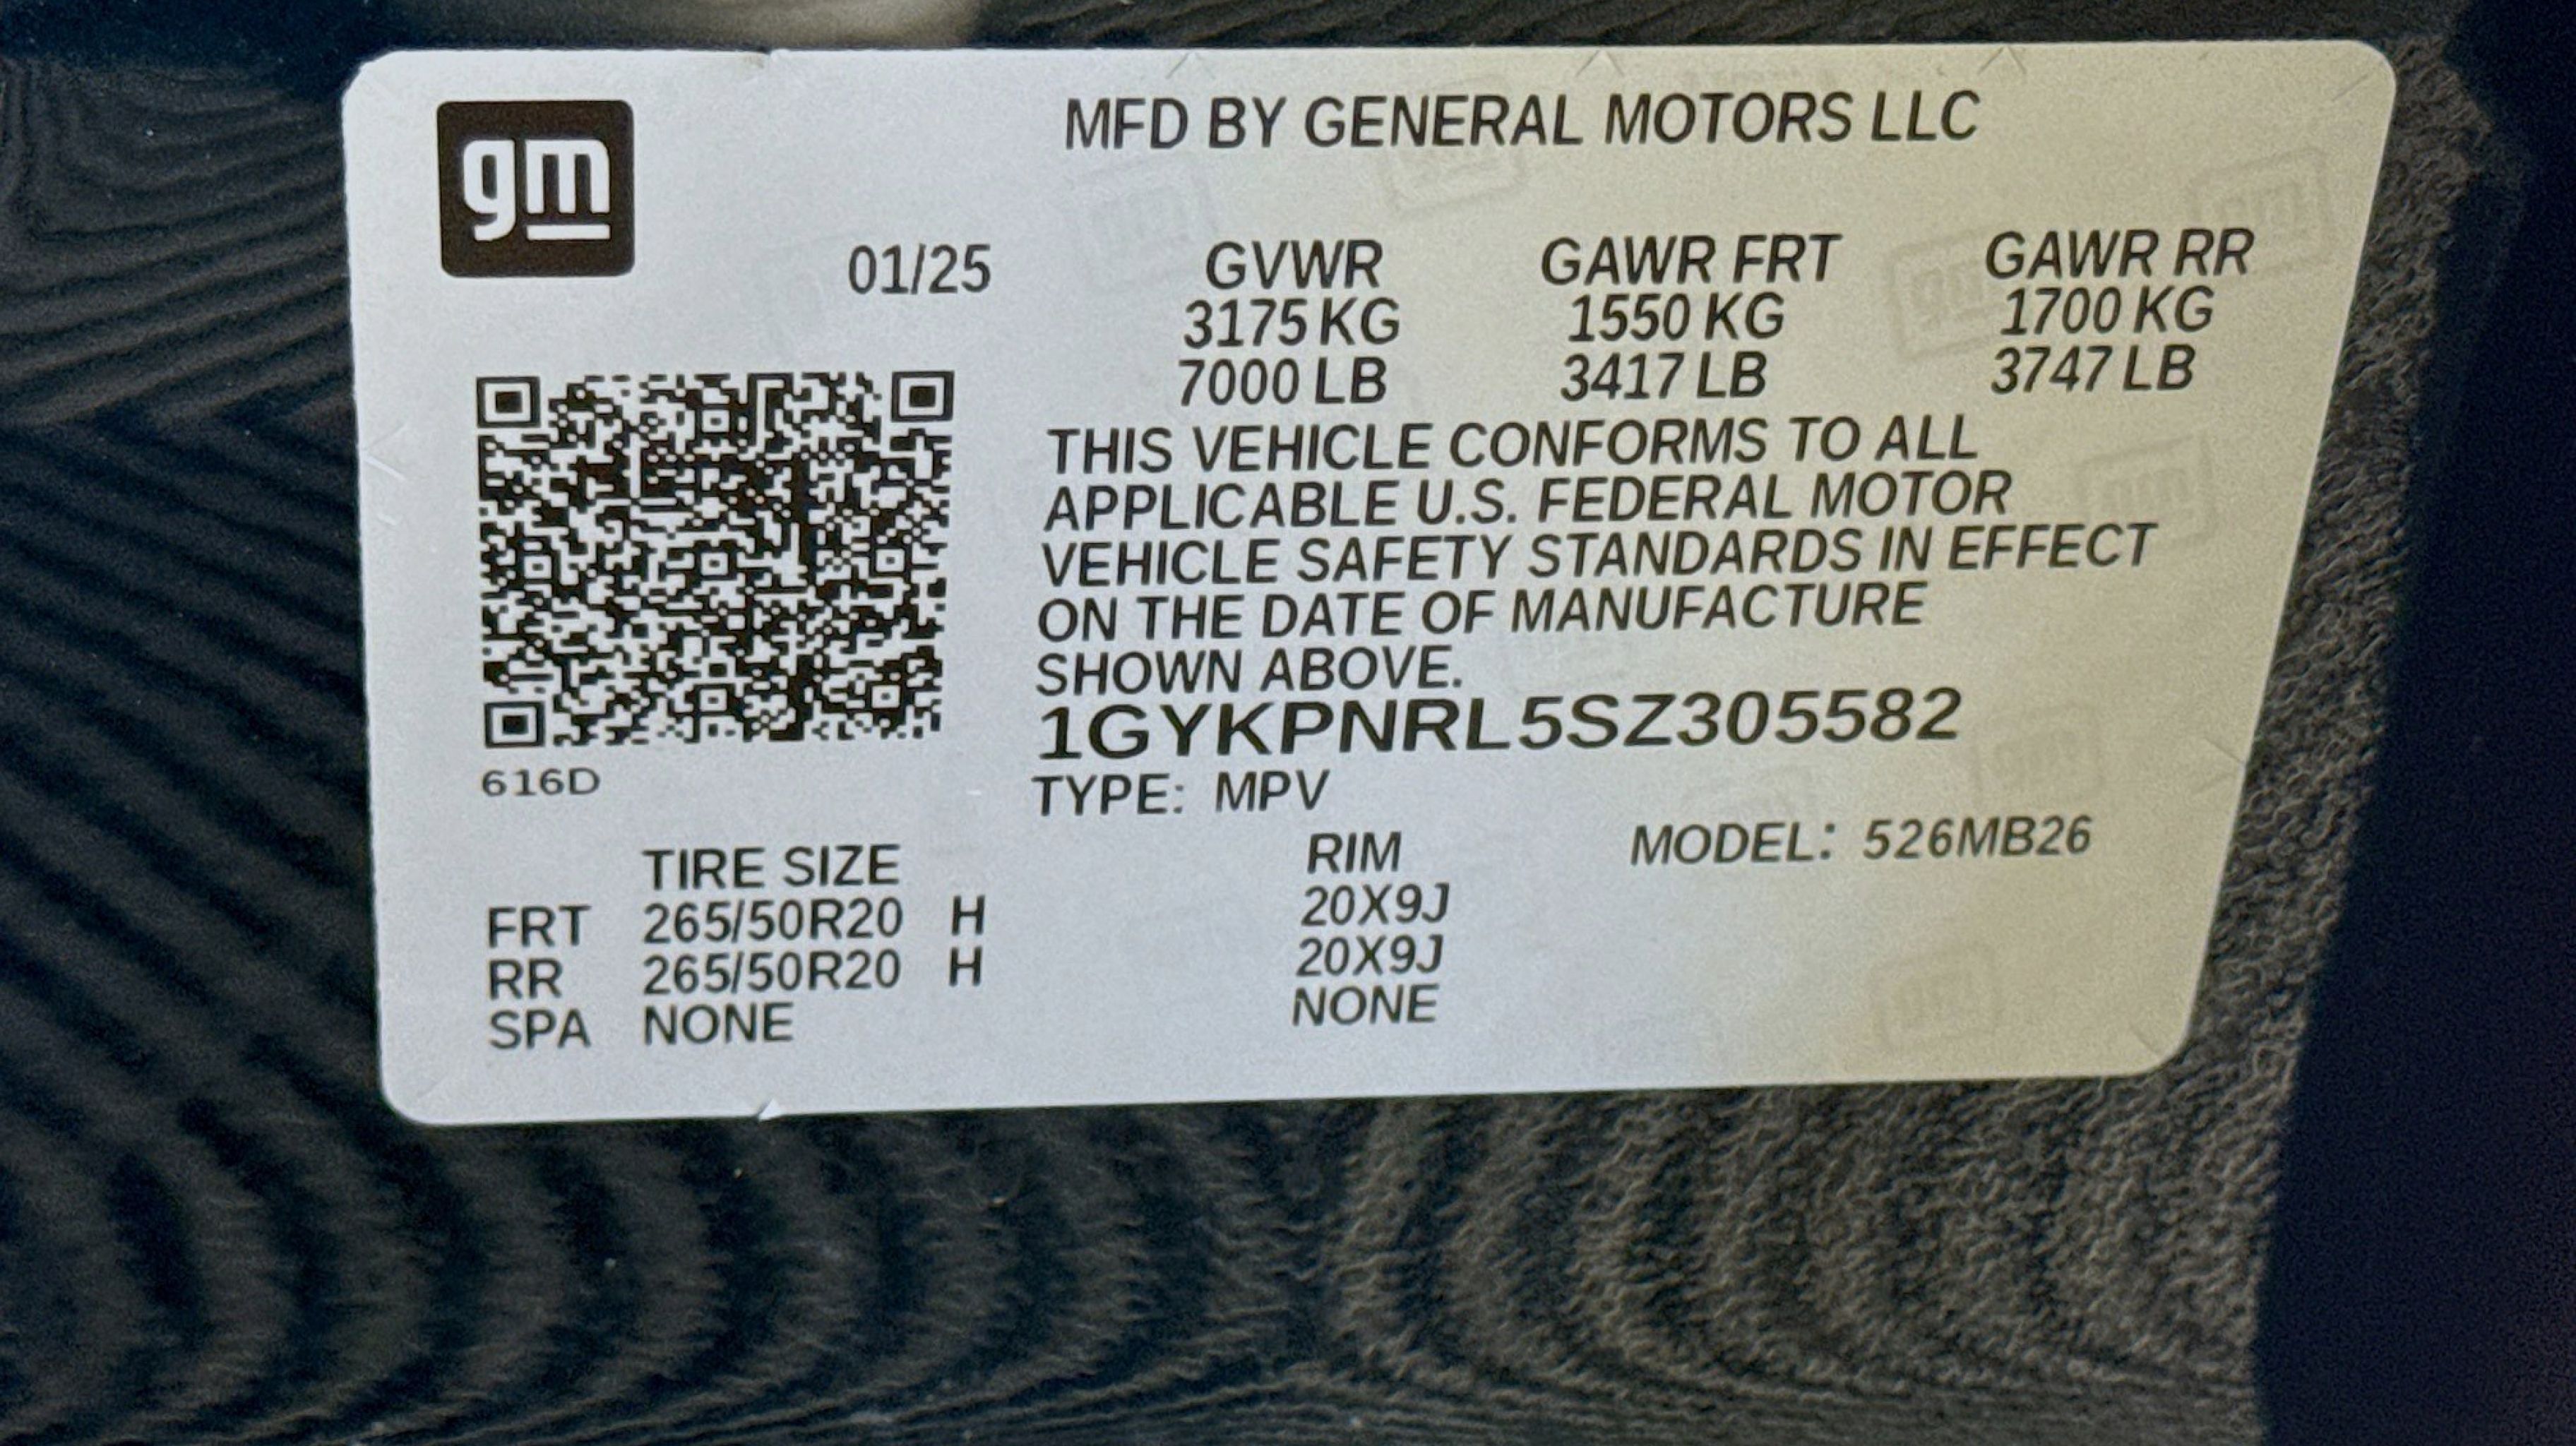 gm
MFD BY GENERAL MOTORS LLC
01/25 GVWR GAWR FRT GAWR RR
3175 KG 1550 KG 1700 KG
7000 LB 3417 LB 3747 LB
THIS VEHICLE CONFORMS TO ALL
APPLICABLE U.S. FEDERAL MOTOR
VEHICLE SAFETY STANDARDS IN EFFECT
ON THE DATE OF MANUFACTURE
SHOWN ABOVE.
1GYKPNRL5SZ305582
616D
TYPE: MPV
MODEL: 526MB26
TIRE SIZE RIM
FRT 265/50R20 H 20X9J
RR 265/50R20 H 20X9J
SPA NONE NONE